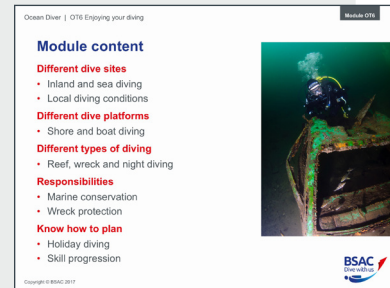 Ocean Diver | OT6 Enjoying your diving
Module OT6
Module content
Different dive sites
• Inland and sea diving
• Local diving conditions
Different dive platforms
• Shore and boat diving
Different types of diving
• Reef, wreck and night diving
Responsibilities
• Marine conservation
• Wreck protection
Know how to plan
• Holiday diving
• Skill progression
BSAC
Dive with us
Copyright © BSAC 2017